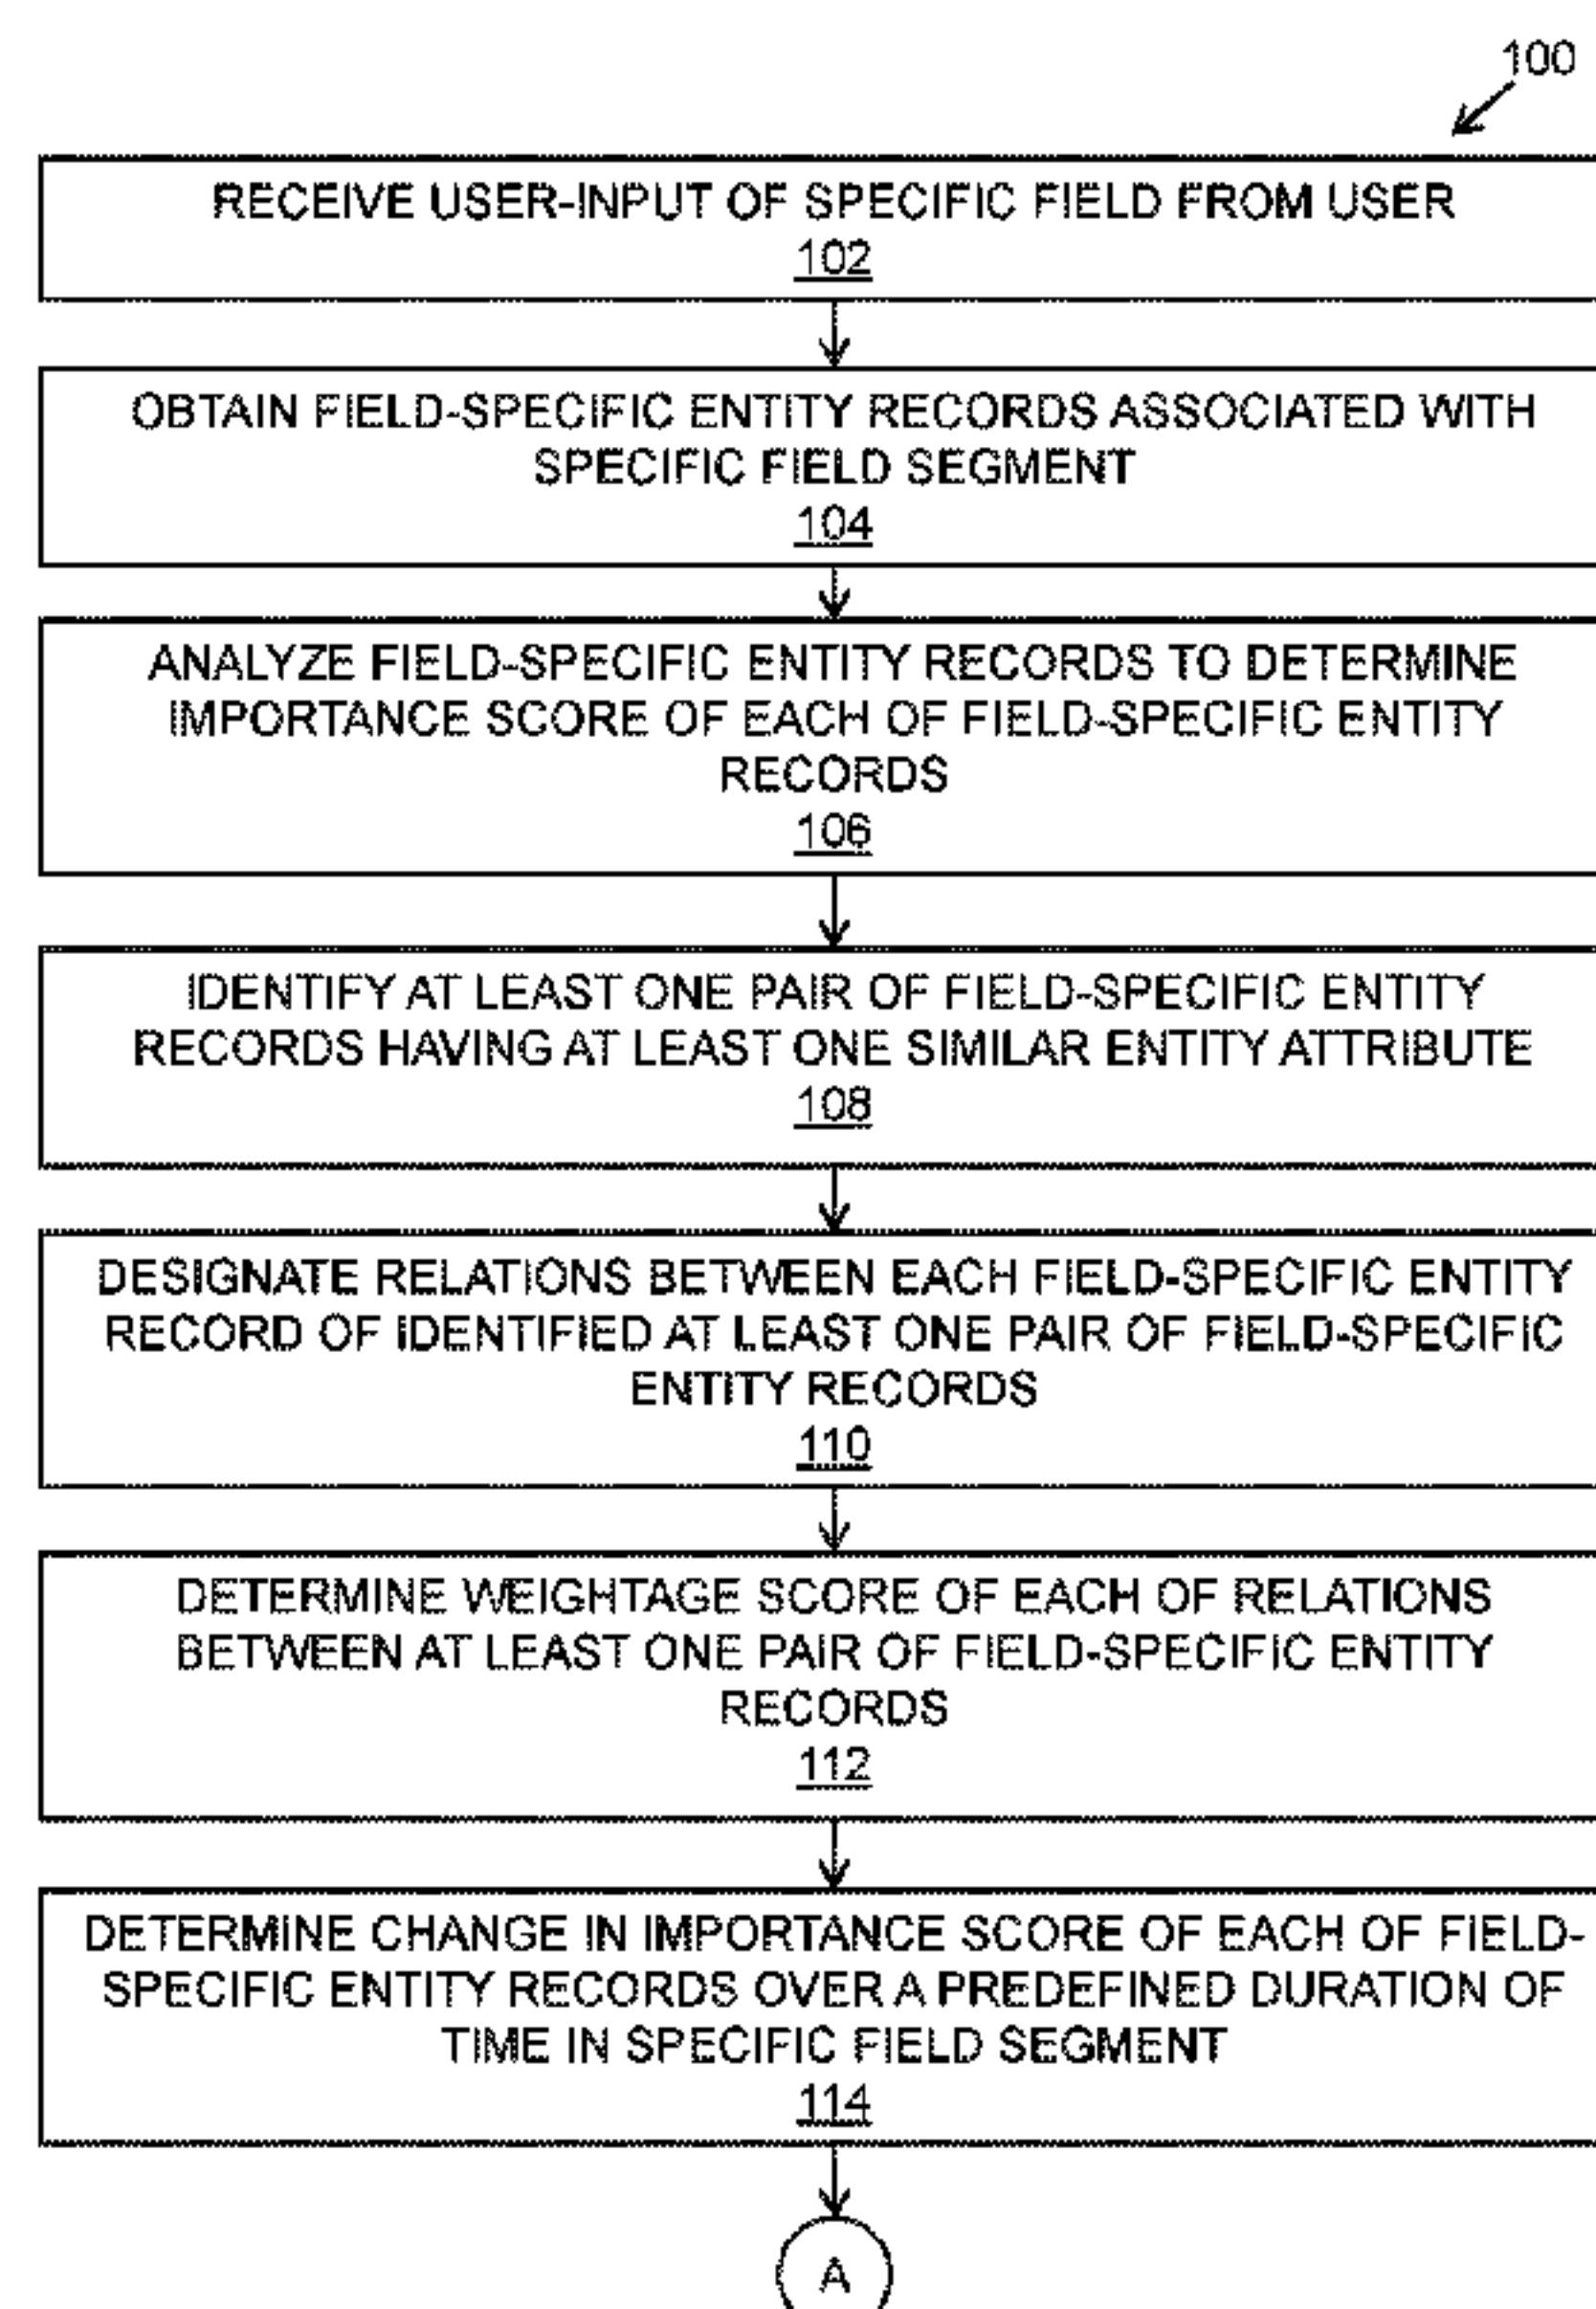 100
RECEIVE USER-INPUT OF SPECIFIC FIELD FROM USER
102
OBTAIN FIELD-SPECIFIC ENTITY RECORDS ASSOCIATED WITH
SPECIFIC FIELD SEGMENT
104
ANALYZE FIELD-SPECIFIC ENTITY RECORDS TO DETERMINE
IMPORTANCE SCORE OF EACH OF FIELD-SPECIFIC ENTITY
RECORDS
106
IDENTIFY AT LEAST ONE PAIR OF FIELD-SPECIFIC ENTITY
RECORDS HAVING AT LEAST ONE SIMILAR ENTITY ATTRIBUTE
108
DESIGNATE RELATIONS BETWEEN EACH FIELD-SPECIFIC ENTITY
RECORD OF IDENTIFIED AT LEAST ONE PAIR OF FIELD-SPECIFIC
ENTITY RECORDS
110
DETERMINE WEIGHTAGE SCORE OF EACH OF RELATIONS
BETWEEN AT LEAST ONE PAIR OF FIELD-SPECIFIC ENTITY
RECORDS
112
DETERMINE CHANGE IN IMPORTANCE SCORE OF EACH OF FIELD-
SPECIFIC ENTITY RECORDS OVER A PREDEFINED DURATION OF
TIME IN SPECIFIC FIELD SEGMENT
114
A